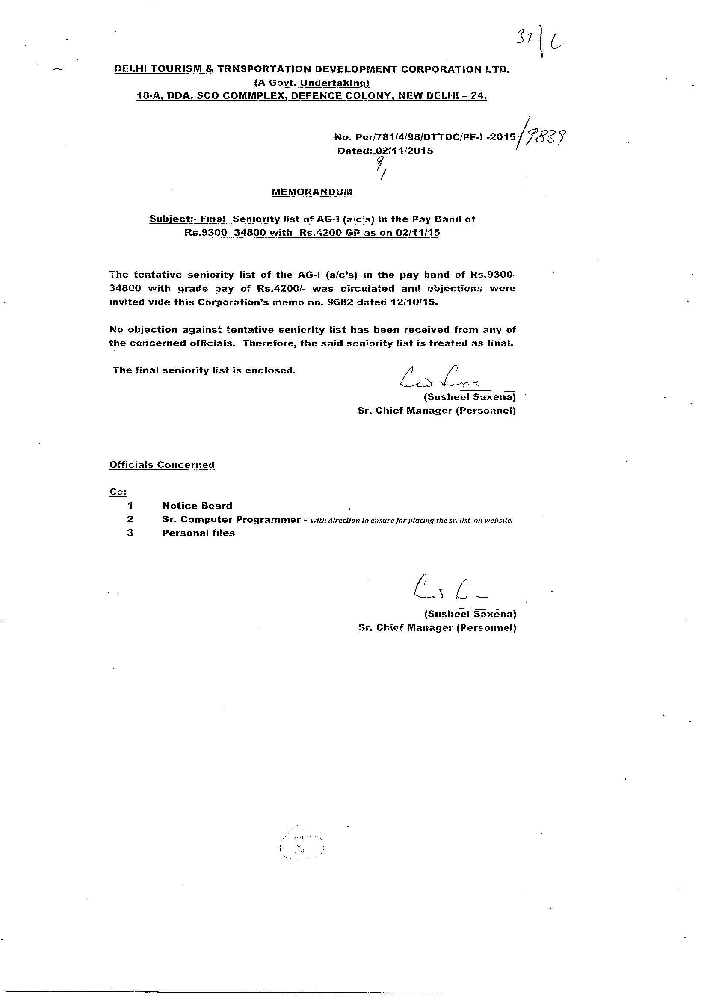 37/C
DELHI TOURISM & TRNSPORTATION DEVELOPMENT CORPORATION LTD.
(A Govt. Undertaking)
18-A, DDA, SCO COMMPLEX, DEFENCE COLONY, NEW DELHI – 24.
No. Per/781/4/98/DTTDC/PF-I -2015/9839
Dated: 02/11/2015
9/
MEMORANDUM
Subject:- Final Seniority list of AG-I (a/c's) in the Pay Band of
Rs.9300 34800 with Rs.4200 GP as on 02/11/15
The tentative seniority list of the AG-I (a/c's) in the pay band of Rs.9300-
34800 with grade pay of Rs.4200/- was circulated and objections were
invited vide this Corporation's memo no. 9682 dated 12/10/15.
No objection against tentative seniority list has been received from any of
the concerned officials. Therefore, the said seniority list is treated as final.
The final seniority list is enclosed.
(Susheel Saxena)
Sr. Chief Manager (Personnel)
Officials Concerned
Cc:
1 Notice Board
2 Sr. Computer Programmer - with direction to ensure for placing the sr. list on website.
3 Personal files
(Susheel Saxena)
Sr. Chief Manager (Personnel)